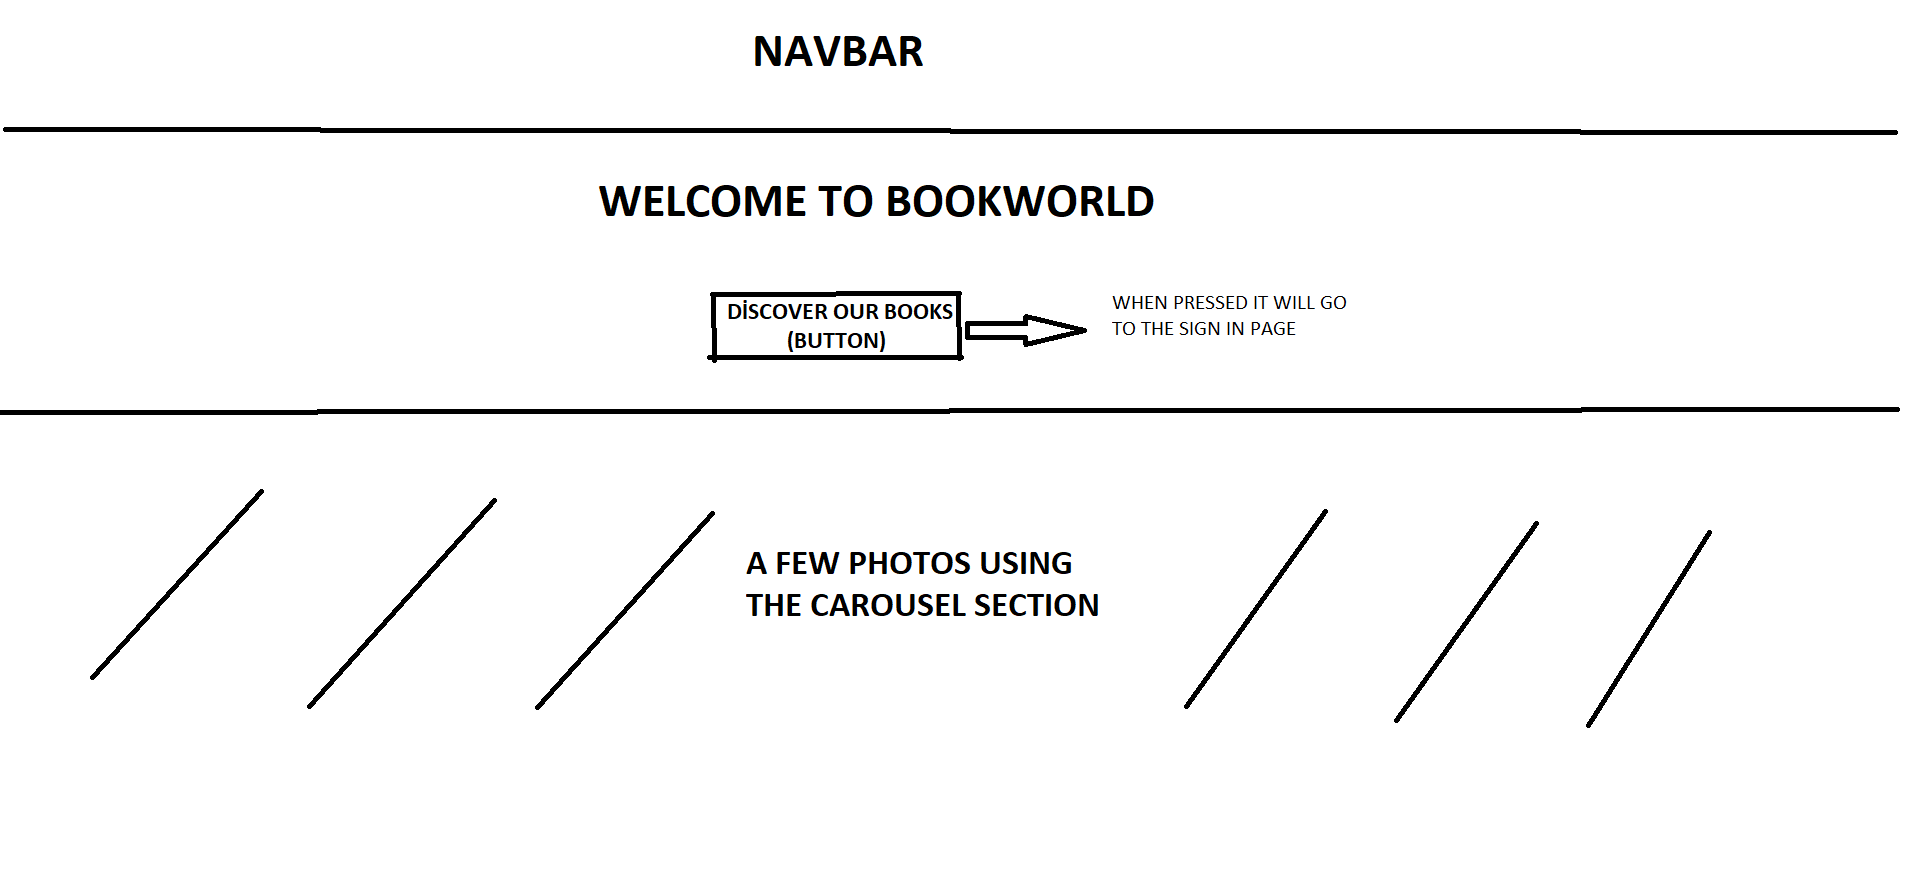 NAVBAR
WELCOME TO BOOKWORLD
DİSCOVER OUR BOOKS
(BUTTON)
WHEN PRESSED IT WILL GO
TO THE SIGN IN PAGE
A FEW PHOTOS USING
THE CAROUSEL SECTION